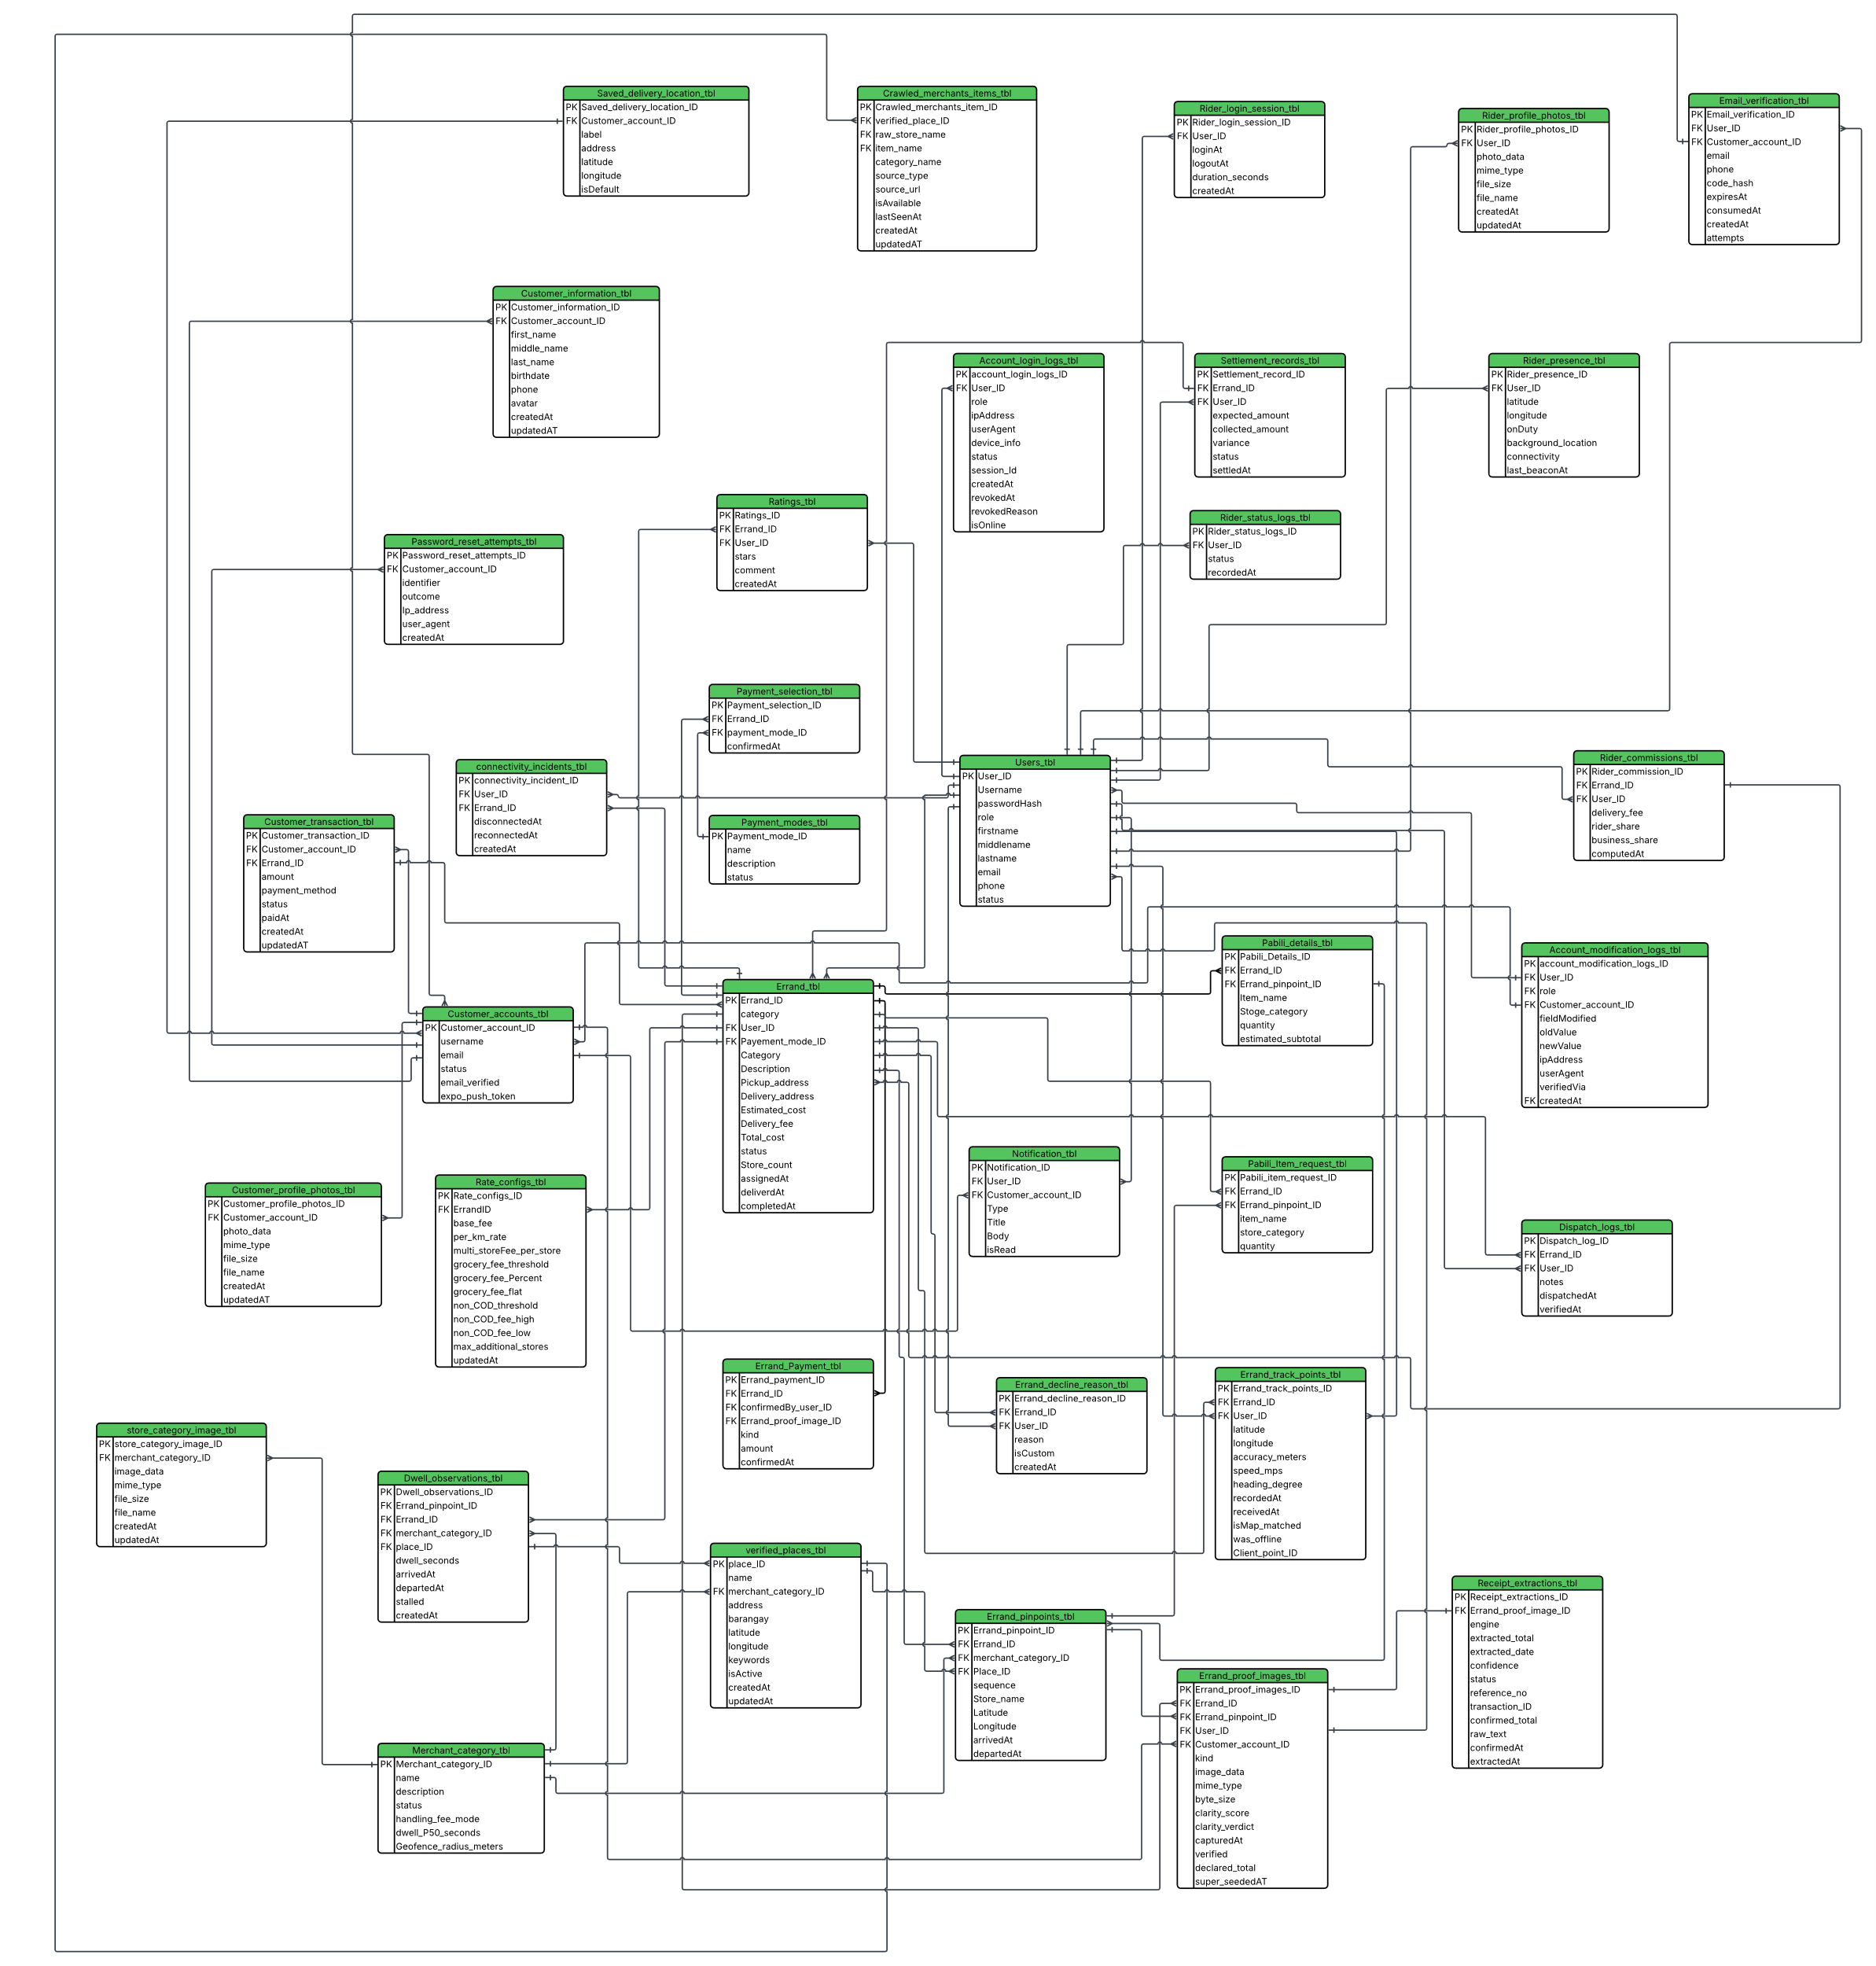 Saved_delivery_location_tbl
PK Saved_delivery_location_ID
FK Customer_account_ID
label
address
latitude
longitude
isDefault
Crawled_merchants_items_tbl
PK Crawled_merchants_item_ID
FK verified_place_ID
FK raw_store_name
FK item_name
category_name
source_type
source_url
isAvailable
lastSeenAt
createdAt
updatedAT
Rider_login_session_tbl
PK Rider_login_session_ID
FK User_ID
loginAt
logoutAt
duration_seconds
createdAt
Rider_profile_photos_tbl
PK Rider_profile_photos_ID
FK User_ID
photo_data
mime_type
file_size
file_name
createdAt
updatedAt
Email_verification_tbl
PK Email_verification_ID
FK User_ID
FK Customer_account_ID
email
phone
code_hash
expiresAt
consumedAt
createdAt
attempts
Customer_information_tbl
PK Customer_information_ID
FK Customer_account_ID
first_name
middle_name
last_name
birthdate
phone
avatar
createdAt
updatedAT
Account_login_logs_tbl
PK account_login_logs_ID
FK User_ID
role
ipAddress
userAgent
device_info
status
session_Id
createdAt
revokedAt
revokedReason
isOnline
Settlement_records_tbl
PK Settlement_record_ID
FK Errand_ID
FK User_ID
expected_amount
collected_amount
variance
status
settledAt
Rider_presence_tbl
PK Rider_presence_ID
FK User_ID
latitude
longitude
onDuty
background_location
connectivity
last_beaconAt
Ratings_tbl
PK Ratings_ID
FK Errand_ID
FK User_ID
stars
comment
createdAt
Rider_status_logs_tbl
PK Rider_status_logs_ID
FK User_ID
status
recordedAt
Password_reset_attempts_tbl
PK Password_reset_attempts_ID
FK Customer_account_ID
identifier
outcome
Ip_address
user_agent
createdAt
Payment_selection_tbl
PK Payment_selection_ID
FK Errand_ID
FK payment_mode_ID
confirmedAt
connectivity_incidents_tbl
PK connectivity_incident_ID
FK User_ID
FK Errand_ID
disconnectedAt
reconnectedAt
createdAt
Users_tbl
PK User_ID
Username
passwordHash
role
firstname
middlename
lastname
email
phone
status
Rider_commissions_tbl
PK Rider_commission_ID
FK Errand_ID
FK User_ID
delivery_fee
rider_share
business_share
computedAt
Customer_transaction_tbl
PK Customer_transaction_ID
FK Customer_account_ID
FK Errand_ID
amount
payment_method
status
paidAt
createdAt
updatedAT
Payment_modes_tbl
PK Payment_mode_ID
name
description
status
Pabili_details_tbl
PK Pabili_Details_ID
FK Errand_ID
FK Errand_pinpoint_ID
Item_name
Stoge_category
quantity
estimated_subtotal
Account_modification_logs_tbl
PK account_modification_logs_ID
FK User_ID
FK role
FK Customer_account_ID
fieldModified
oldValue
newValue
ipAddress
userAgent
verifiedVia
FK createdAt
Errand_tbl
PK Errand_ID
category
FK User_ID
FK Payement_mode_ID
Category
Description
Pickup_address
Delivery_address
Estimated_cost
Delivery_fee
Total_cost
status
Store_count
assignedAt
deliverdAt
completedAt
Customer_accounts_tbl
PK Customer_account_ID
username
email
status
email_verified
expo_push_token
Notification_tbl
PK Notification_ID
FK User_ID
FK Customer_account_ID
Type
Title
Body
isRead
Pabili_Item_request_tbl
PK Pabili_item_request_ID
FK Errand_ID
FK Errand_pinpoint_ID
item_name
store_category
quantity
Customer_profile_photos_tbl
PK Customer_profile_photos_ID
FK Customer_account_ID
photo_data
mime_type
file_size
file_name
createdAt
updatedAT
Rate_configs_tbl
PK Rate_configs_ID
FK ErrandID
base_fee
per_km_rate
multi_storeFee_per_store
grocery_fee_threshold
grocery_fee_Percent
grocery_fee_flat
non_COD_threshold
non_COD_fee_high
non_COD_fee_low
max_additional_stores
updatedAt
Dispatch_logs_tbl
PK Dispatch_log_ID
FK Errand_ID
FK User_ID
notes
dispatchedAt
verifiedAt
Errand_Payment_tbl
PK Errand_payment_ID
FK Errand_ID
FK confirmedBy_user_ID
FK Errand_proof_image_ID
kind
amount
confirmedAt
Errand_decline_reason_tbl
PK Errand_decline_reason_ID
FK Errand_ID
FK User_ID
reason
isCustom
createdAt
Errand_track_points_tbl
PK Errand_track_points_ID
FK Errand_ID
FK User_ID
latitude
longitude
accuracy_meters
speed_mps
heading_degree
recordedAt
receivedAt
isMap_matched
was_offline
Client_point_ID
store_category_image_tbl
PK store_category_image_ID
FK merchant_category_ID
image_data
mime_type
file_size
file_name
createdAt
updatedAt
Dwell_observations_tbl
PK Dwell_observations_ID
FK Errand_pinpoint_ID
FK Errand_ID
FK merchant_category_ID
FK place_ID
dwell_seconds
arrivedAt
departedAt
stalled
createdAt
verified_places_tbl
PK place_ID
name
FK merchant_category_ID
address
barangay
latitude
longitude
keywords
isActive
createdAt
updatedAt
Receipt_extractions_tbl
PK Receipt_extractions_ID
FK Errand_proof_image_ID
engine
extracted_total
extracted_date
confidence
status
reference_no
transaction_ID
confirmed_total
raw_text
confirmedAt
extractedAt
Errand_pinpoints_tbl
PK Errand_pinpoint_ID
FK Errand_ID
FK merchant_category_ID
FK Place_ID
sequence
Store_name
Latitude
Longitude
arrivedAt
departedAt
Errand_proof_images_tbl
PK Errand_proof_images_ID
FK Errand_ID
FK Errand_pinpoint_ID
FK User_ID
FK Customer_account_ID
kind
image_data
mime_type
byte_size
clarity_score
clarity_verdict
capturedAt
verified
declared_total
super_seededAT
Merchant_category_tbl
PK Merchant_category_ID
name
description
status
handling_fee_mode
dwell_P50_seconds
Geofence_radius_meters